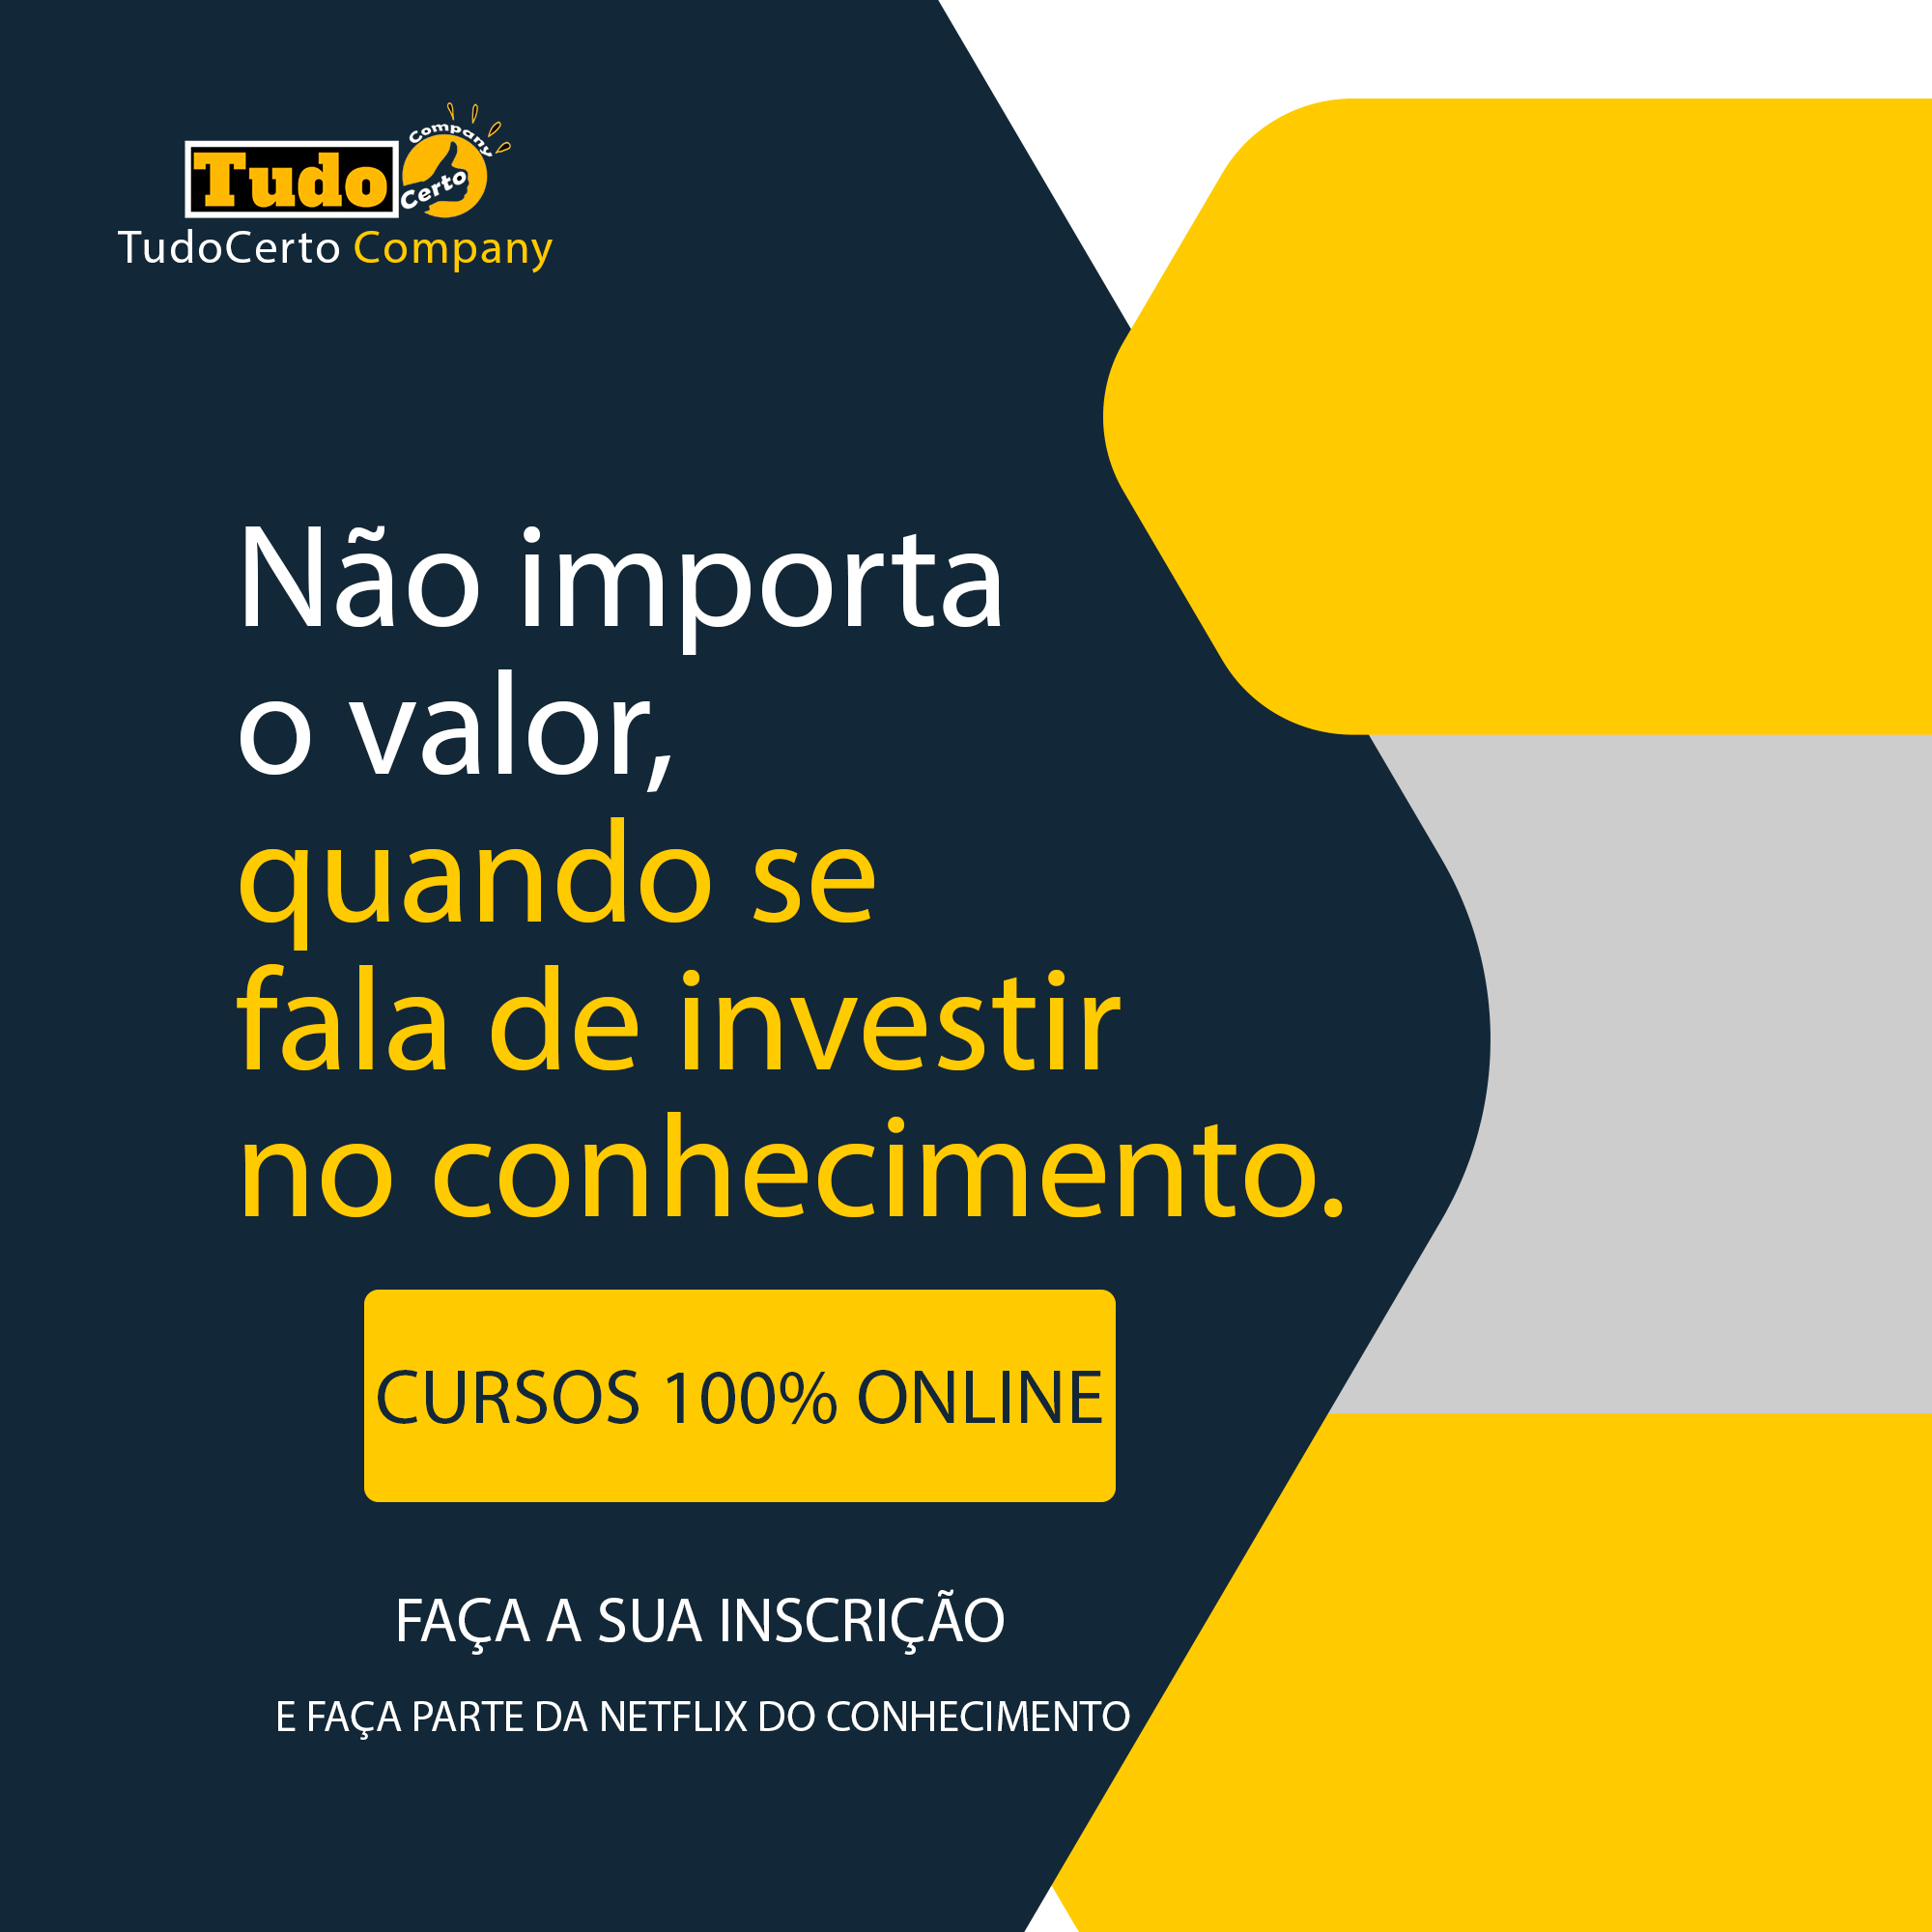 Tudo
Company
Certo
TudoCerto Company
Não importa
o valor,
quando se
fala de investir
no conhecimento.
CURSOS 100% ONLINE
FAÇA A SUA INSCRIÇÃO
E FAÇA PARTE DA NETFLIX DO CONHECIMENTO